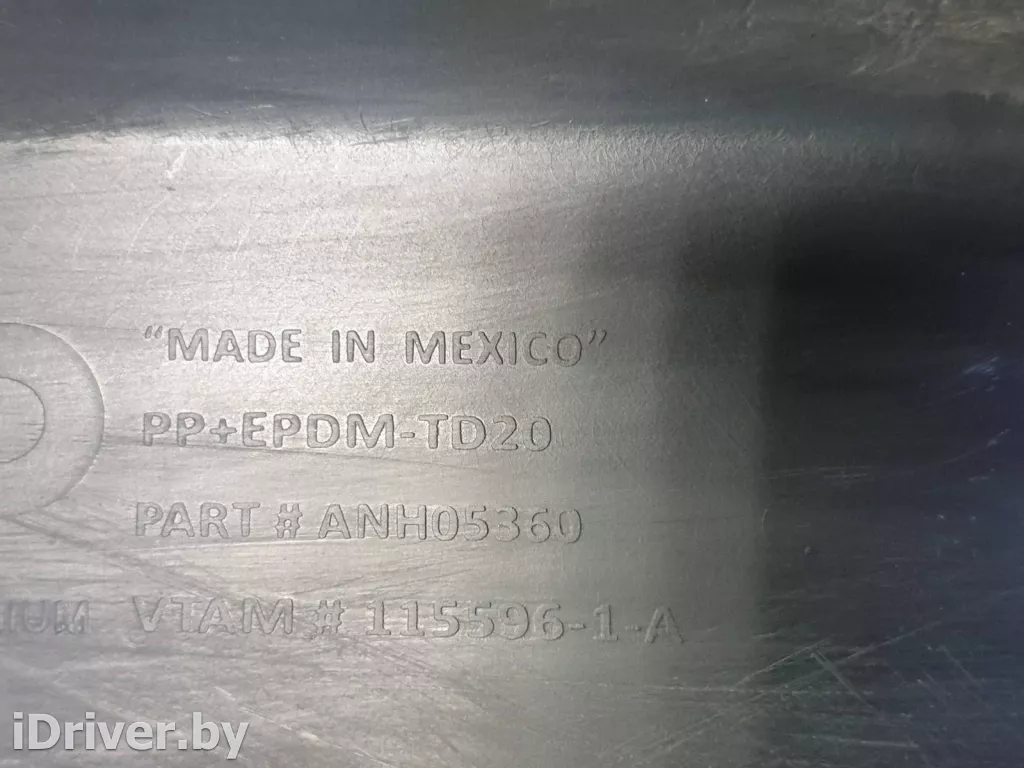 "MADE IN MEXICO"
PP+EPDM-TD20
PART # ANH05360
VTAM # 115596-1-A
iDriver.by